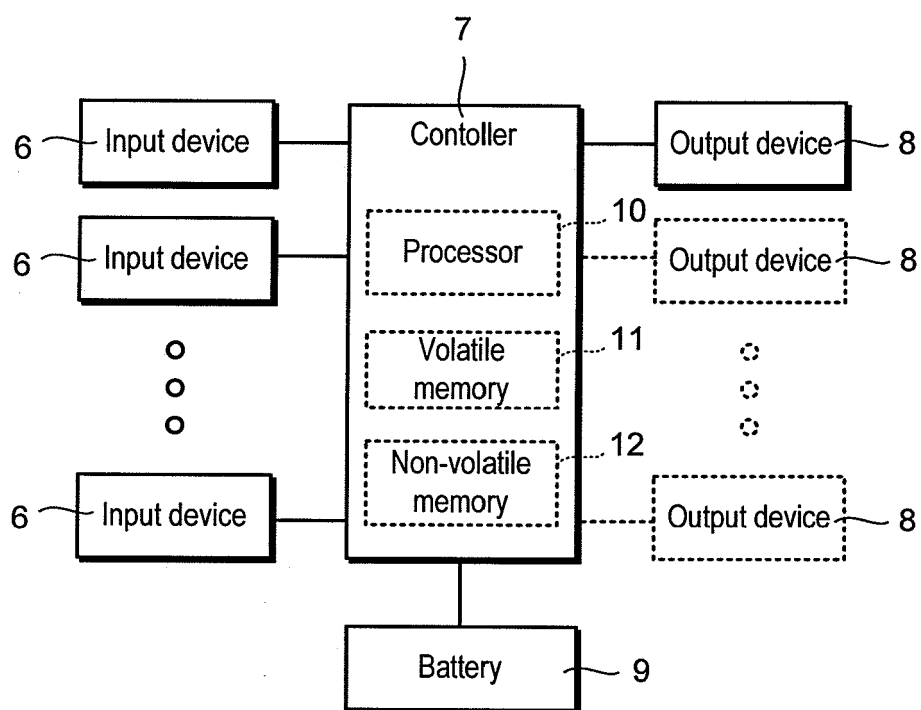 7
6 Input device
Contoller
Output device 8
6 Input device
10
Processor
Output device 8
11
Volatile
memory
12
Non-volatile
memory
6 Input device
Output device 8
Battery 9